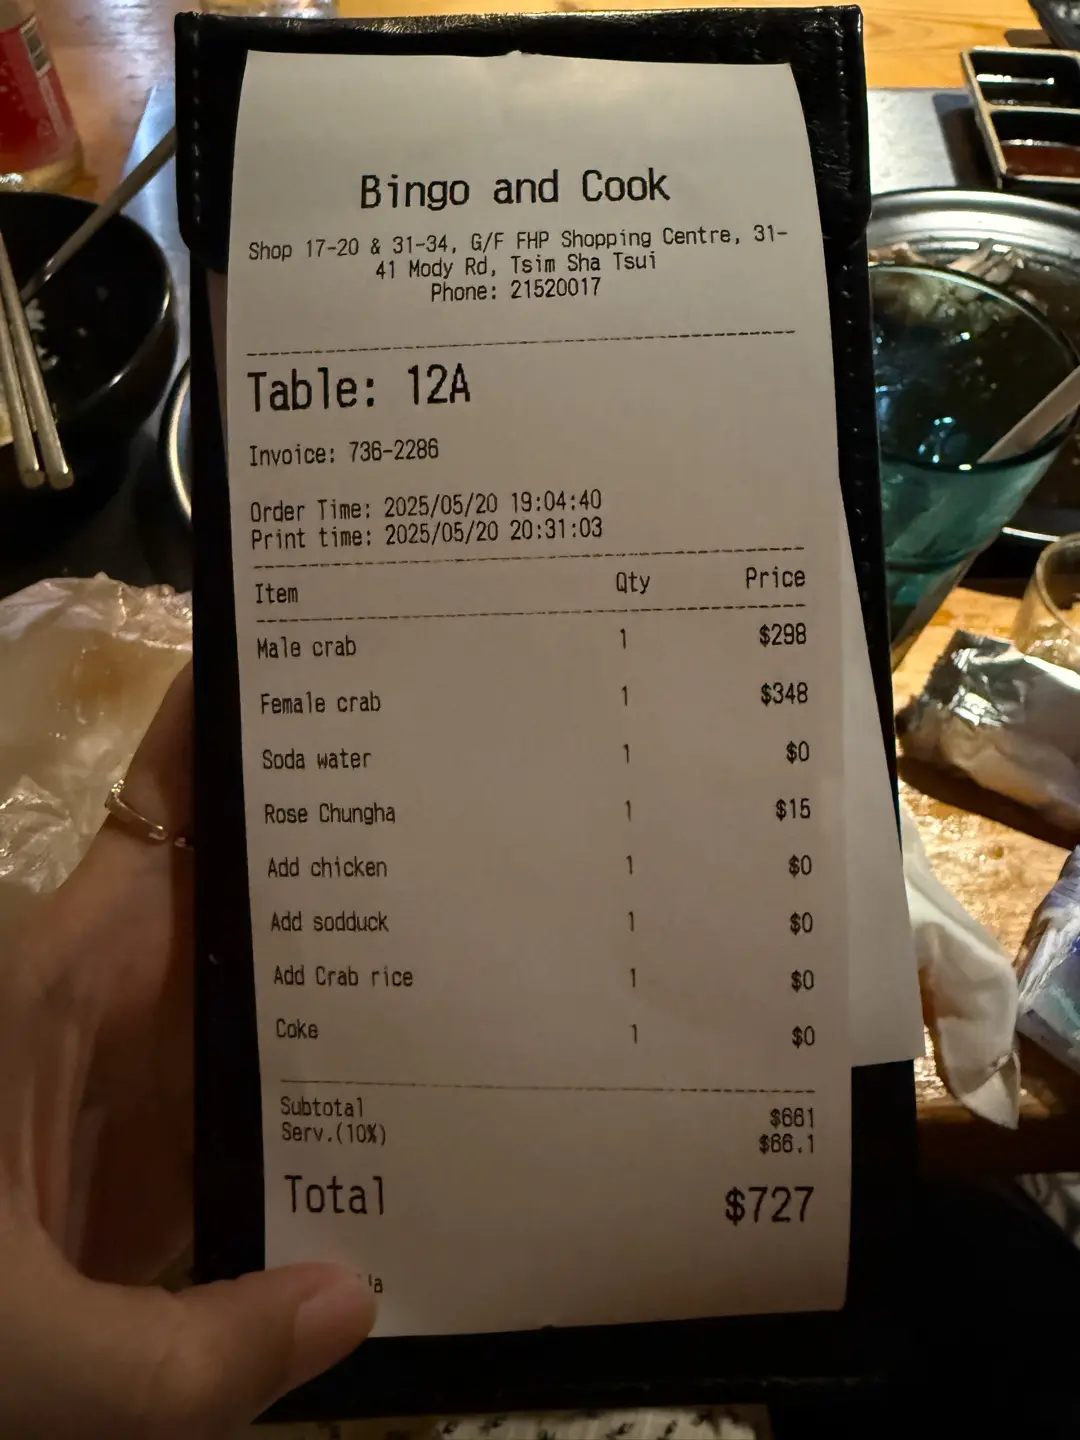 Bingo and Cook
Shop 17-20 & 31-34, G/F FHP Shopping Centre, 31-
41 Mody Rd, Tsim Sha Tsui
Phone: 21520017
Table: 12A
Invoice: 736-2286
Order Time: 2025/05/20 19:04:40
Print time: 2025/05/20 20:31:03
Item Qty Price
Male crab 1 $298
Female crab 1 $348
Soda water 1 $0
Rose Chungha 1 $15
Add chicken 1 $0
Add sodduck 1 $0
Add Crab rice 1 $0
Coke 1 $0
Subtotal $661
Serv.(10%) $66.1
Total $727